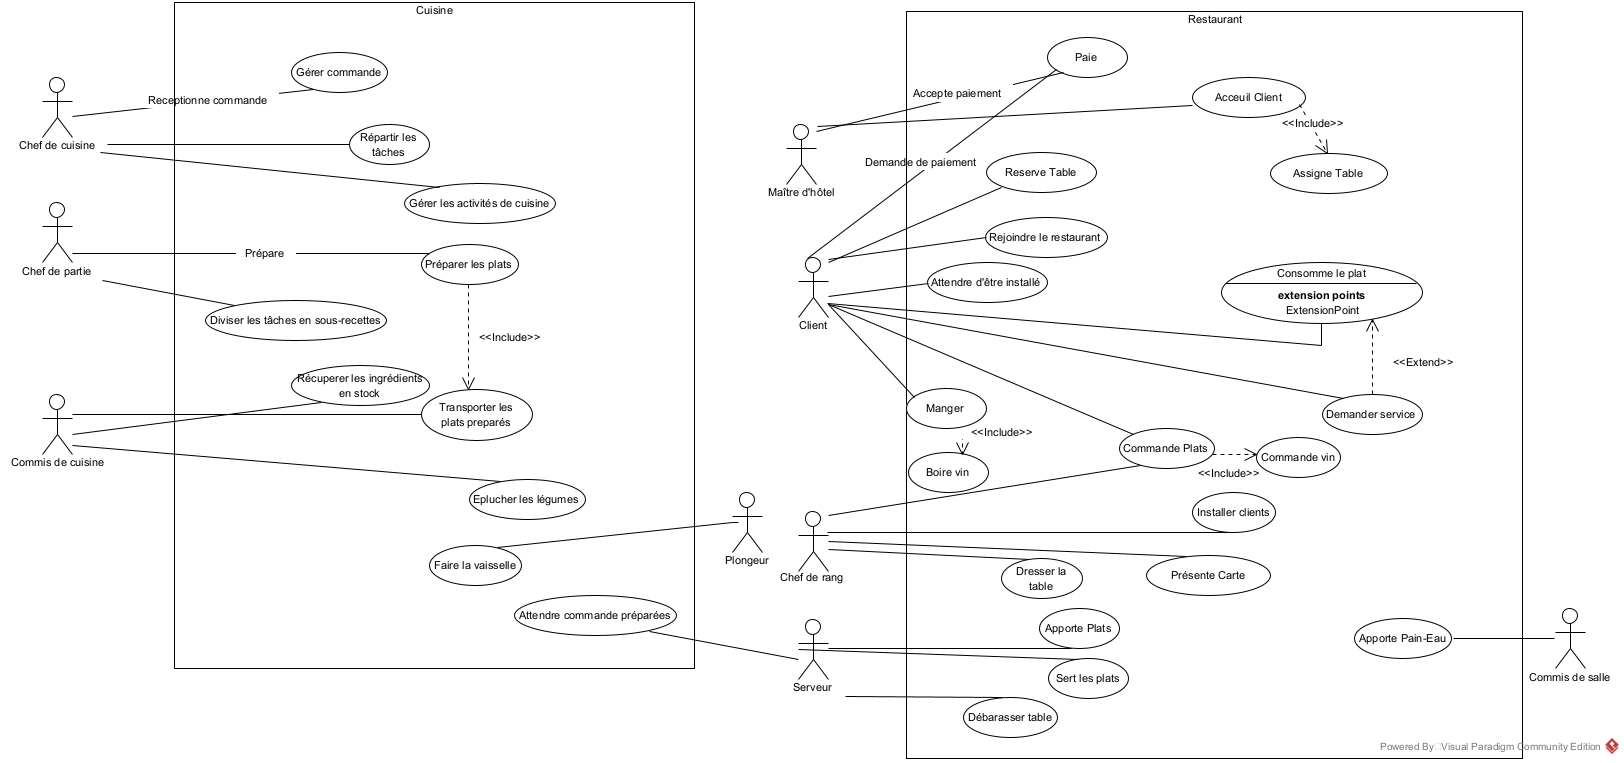 Cuisine
Gérer commande
Receptionne commande
Chef de cuisine
Répartir les
tâches
Gérer les activités de cuisine
Prépare
Chef de partie
Préparer les plats
Diviser les tâches en sous-recettes
<<Include>>
Récuperer les ingrédients
en stock
Transporter les
plats preparés
Commis de cuisine
Eplucher les légumes
Faire la vaisselle
Plongeur
Attendre commande préparées
Restaurant
Paie
Accepte paiement
Acceuil Client
<<Include>>
Demande de paiement
Maître d'hôtel
Reserve Table
Assigne Table
Rejoindre le restaurant
Attendre d'être installé
Client
Consomme le plat
extension points
ExtensionPoint
<<Extend>>
Manger
Demander service
<<Include>>
Boire vin
Commande Plats
Commande vin
<<Include>>
Installer clients
Chef de rang
Dresser la
table
Présente Carte
Apporte Plats
Sert les plats
Serveur
Débarasser table
Apporte Pain-Eau
Commis de salle
Powered By Visual Paradigm Community Edition